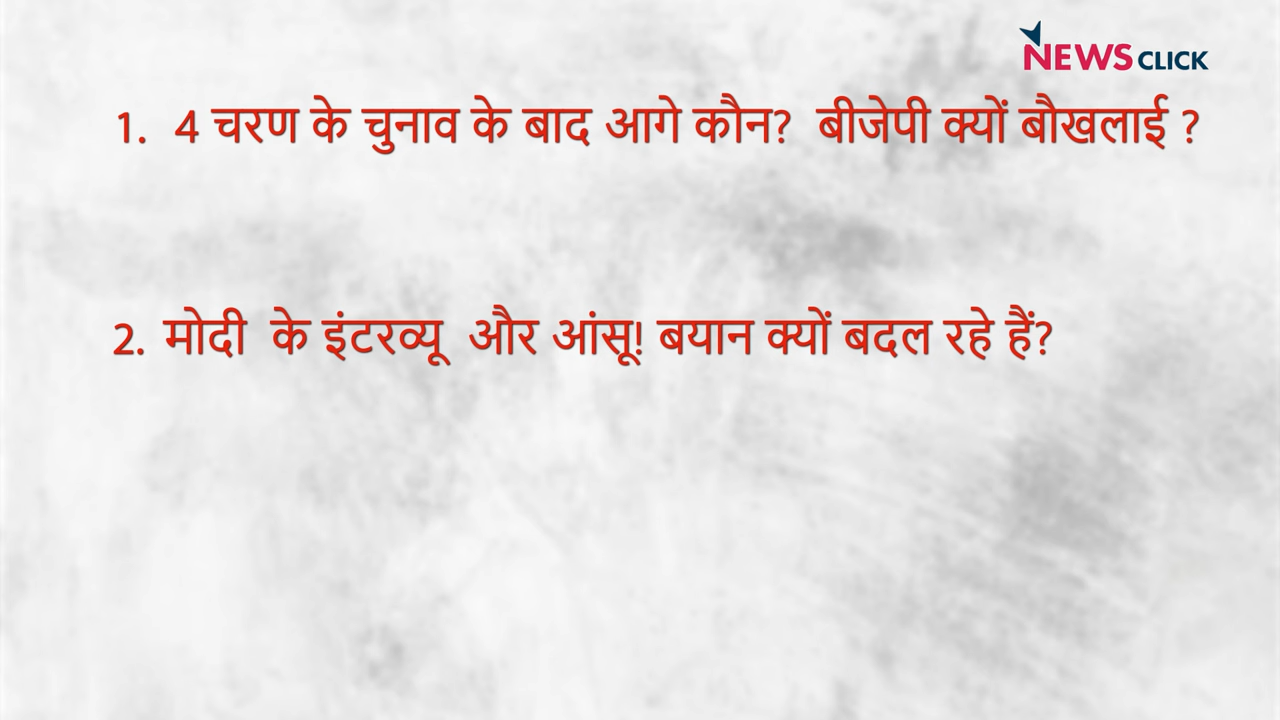 NEWS CLICK
1. 4 चरण के चुनाव के बाद आगे कौन? बीजेपी क्यों बौखलाई ?
2. मोदी के इंटरव्यू और आंसू! बयान क्यों बदल रहे हैं?